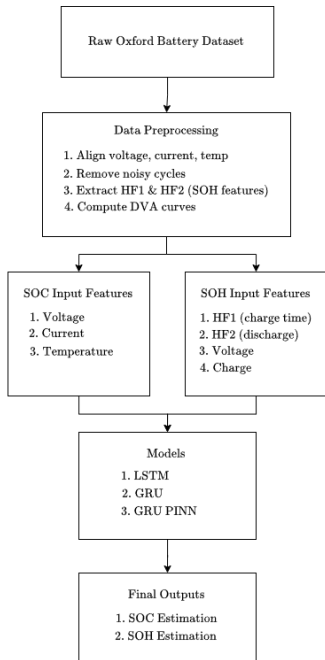 Raw Oxford Battery Dataset
Data Preprocessing
1. Align voltage, current, temp
2. Remove noisy cycles
3. Extract HF1 & HF2 (SOH features)
4. Compute DVA curves
SOC Input Features
1. Voltage
2. Current
3. Temperature
SOH Input Features
1. HF1 (charge time)
2. HF2 (discharge)
3. Voltage
4. Charge
Models
1. LSTM
2. GRU
3. GRU PINN
Final Outputs
1. SOC Estimation
2. SOH Estimation